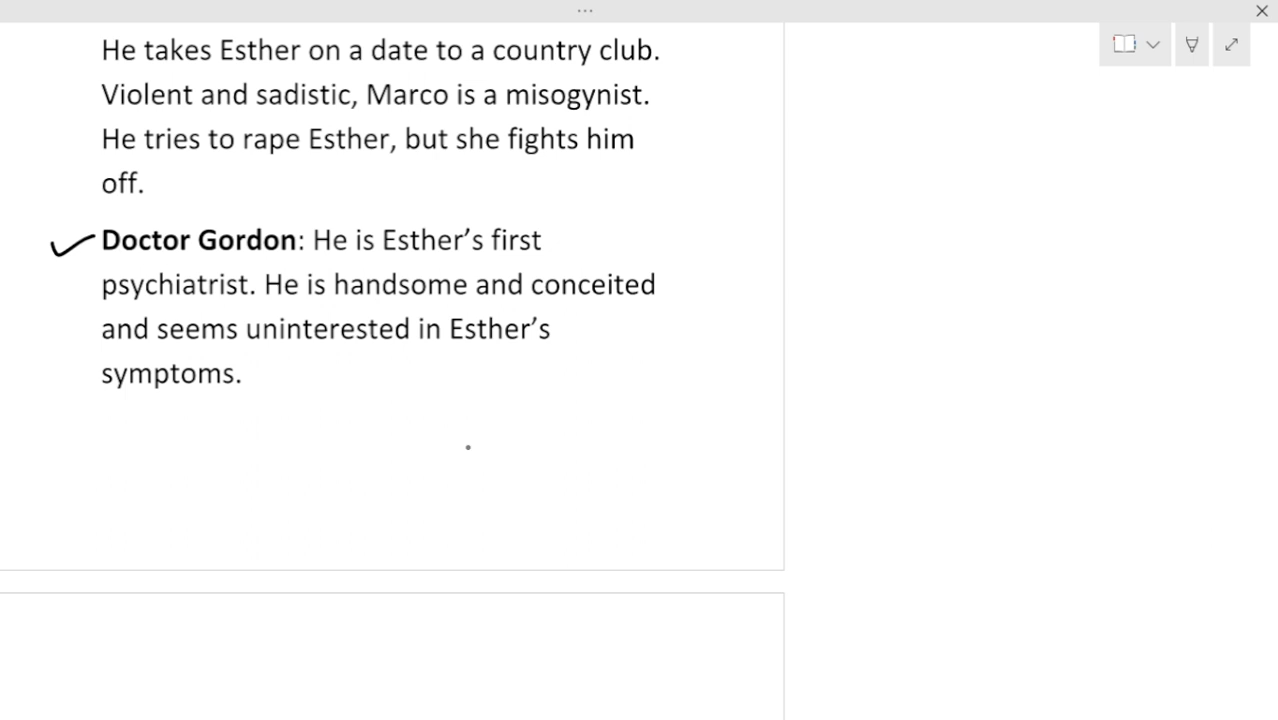 He takes Esther on a date to a country club.
Violent and sadistic, Marco is a misogynist.
He tries to rape Esther, but she fights him
off.
Doctor Gordon: He is Esther’s first
psychiatrist. He is handsome and conceited
and seems uninterested in Esther’s
symptoms.